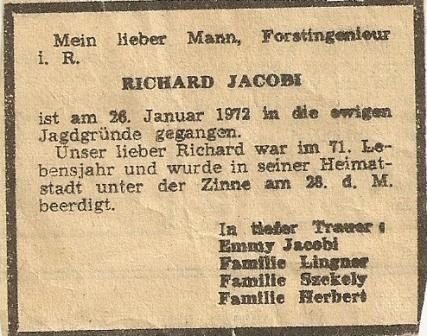 Mein lieber Mann, Forstingenieur
i. R.
RICHARD JACOBI
ist am 26. Januar 1972 in die ewigen
Jagdgründe gegangen.
Unser lieber Richard war im 71. Le-
bensjahr und wurde in seiner Heimat-
stadt unter der Zinne am 28. d. M.
beerdigt.
In tiefer Trauer:
Emmy Jacobi
Familie Lingner
Familie Szekely
Familie Herbert